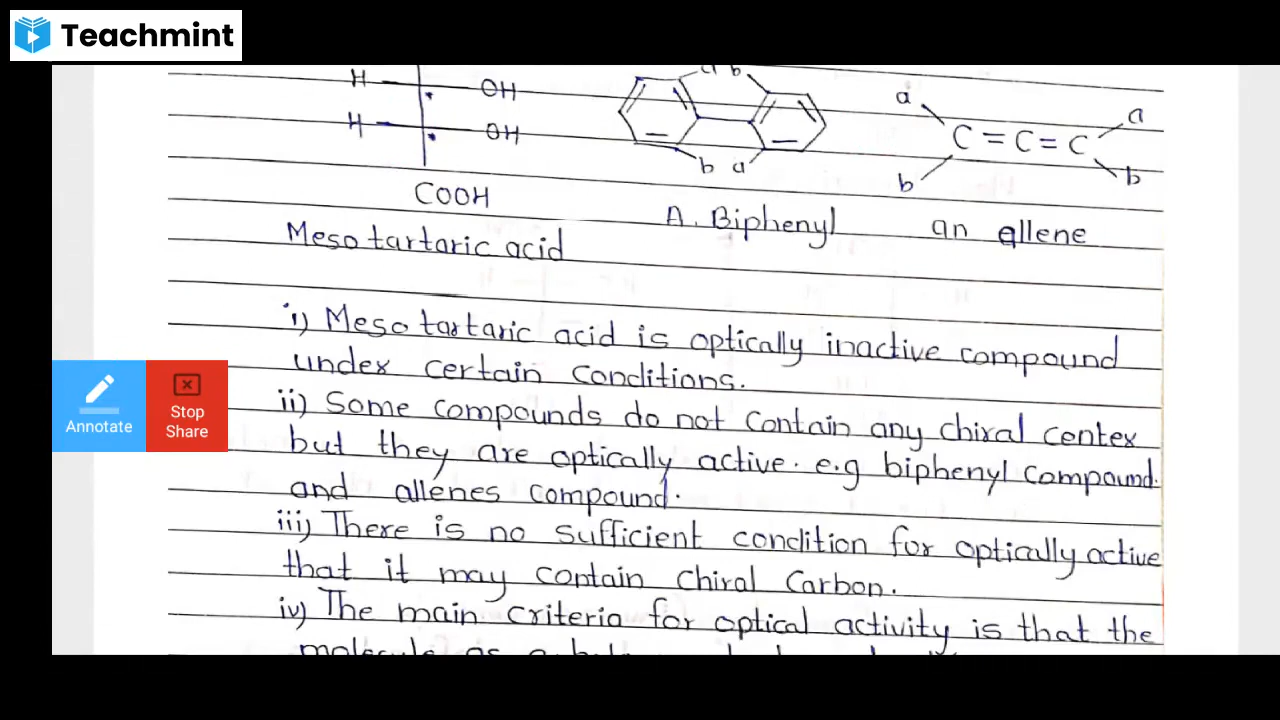 Teachmint
H OH
H OH
COOH
Meso tartaric acid
a b
b a
A. Biphenyl
a a
C = C = C
b b
an allene
i) Meso tartaric acid is optically inactive compound
under certain conditions.
ii) Some compounds do not contain any chiral center
but they are optically active. e.g biphenyl compound.
and allenes compound.
iii) There is no sufficient condition for optically active
that it may contain chiral carbon.
iv) The main criteria for optical activity is that the
molecule as a
Annotate
Stop
Share